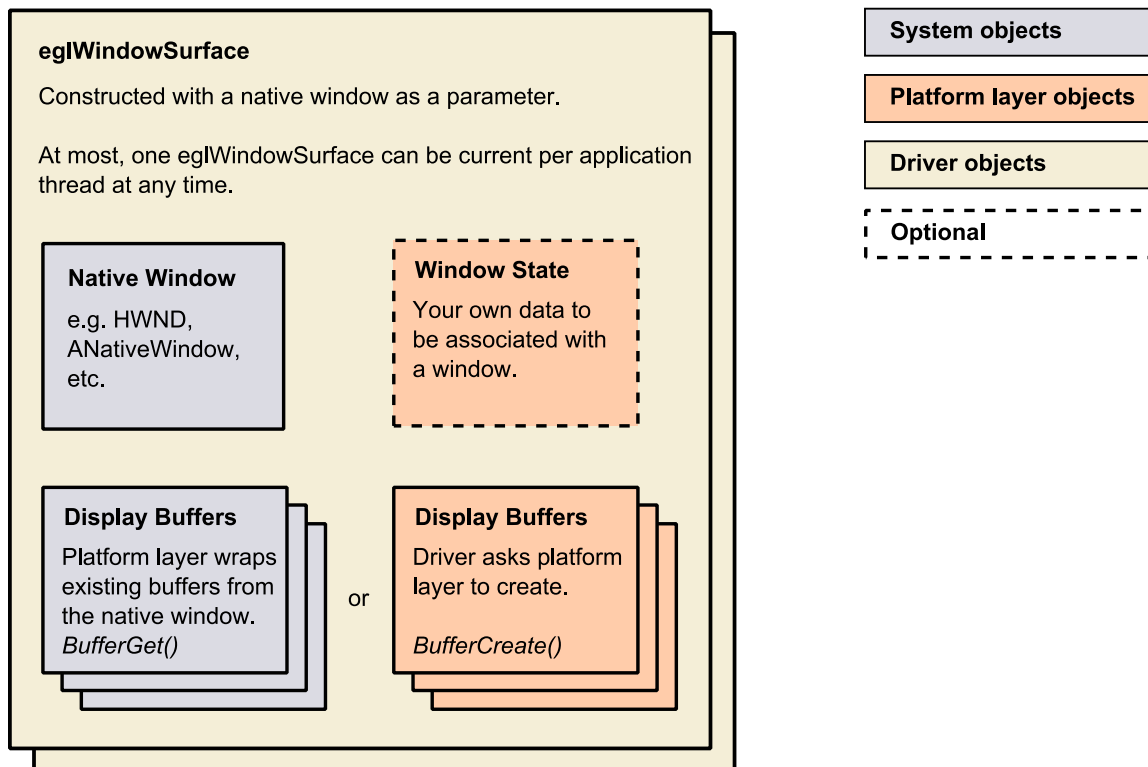 eglWindowSurface
Constructed with a native window as a parameter.
At most, one eglWindowSurface can be current per application
thread at any time.
Native Window
e.g. HWND,
ANativeWindow,
etc.
Window State
Your own data to
be associated with
a window.
Display Buffers
Platform layer wraps
existing buffers from
the native window.
BufferGet()
or
Display Buffers
Driver asks platform
layer to create.
BufferCreate()
System objects
Platform layer objects
Driver objects
Optional